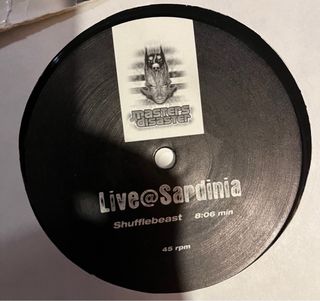 masters
disaster
Live@Sardinia
Shufflebeast 8:06 min
45 rpm